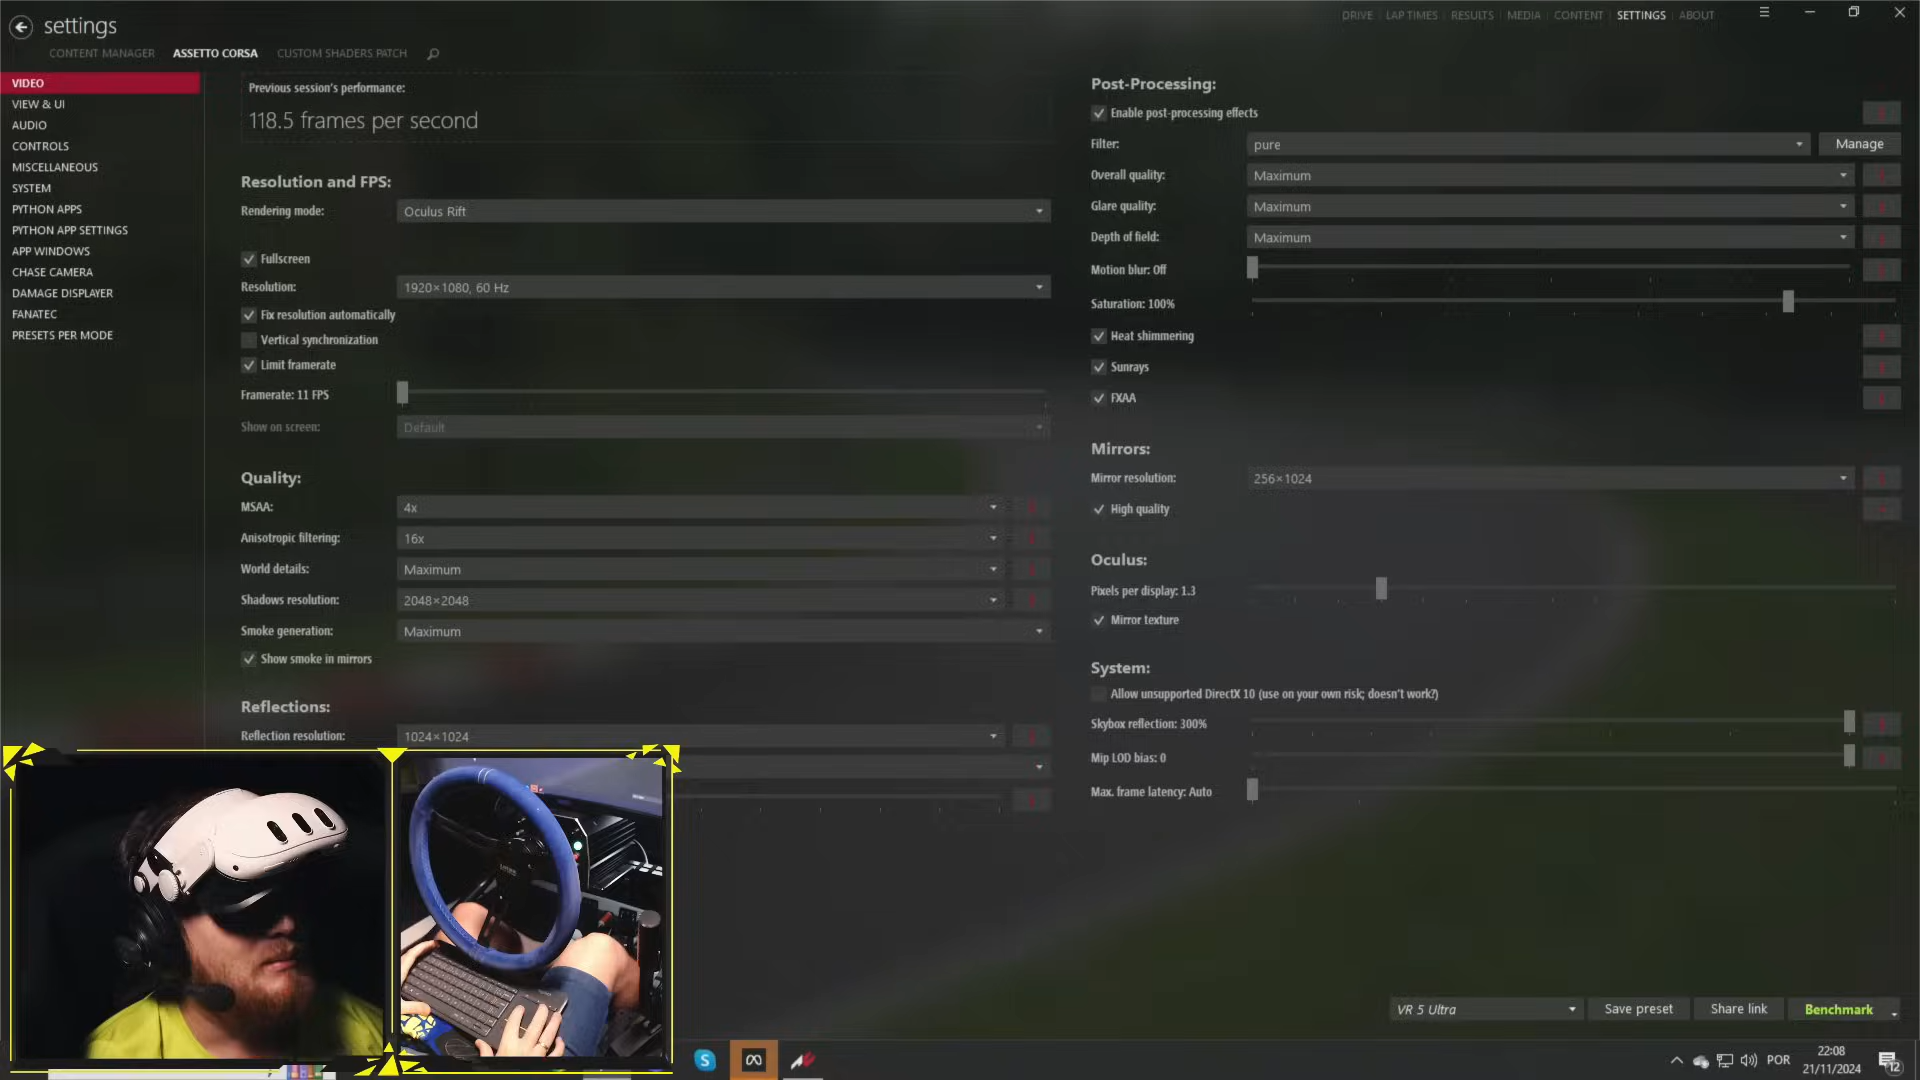 settings
DRIVE
LAP TIMES
RESULTS
MEDIA
CONTENT
SETTINGS
ABOUT
CONTENT MANAGER
ASSETTO CORSA
CUSTOM SHADERS PATCH
VIDEO
VIEW & UI
AUDIO
CONTROLS
MISCELLANEOUS
SYSTEM
PYTHON APPS
PYTHON APP SETTINGS
APP WINDOWS
CHASE CAMERA
DAMAGE DISPLAYER
FANATEC
PRESETS PER MODE
Previous session's performance:
118.5 frames per second
Resolution and FPS:
Rendering mode: Oculus Rift
Fullscreen
Resolution: 1920×1080, 60 Hz
Fix resolution automatically
Vertical synchronization
Limit framerate
Framerate: 11 FPS
Show on screen: Default
Quality:
MSAA: 4x
Anisotropic filtering: 16x
World details: Maximum
Shadows resolution: 2048×2048
Smoke generation: Maximum
Show smoke in mirrors
Reflections:
Reflection resolution: 1024×1024
Post-Processing:
Enable post-processing effects
Filter: pure Manage
Overall quality: Maximum
Glare quality: Maximum
Depth of field: Maximum
Motion blur: Off
Saturation: 100%
Heat shimmering
Sunrays
FXAA
Mirrors:
Mirror resolution: 256×1024
High quality
Oculus:
Pixels per display: 1.3
Mirror texture
System:
Allow unsupported DirectX 10 (use on your own risk; doesn't work?)
Skybox reflection: 300%
Mip LOD bias: 0
Max. frame latency: Auto
VR 5 Ultra
Save preset
Share link
Benchmark
POR
22:08
21/11/2024
12